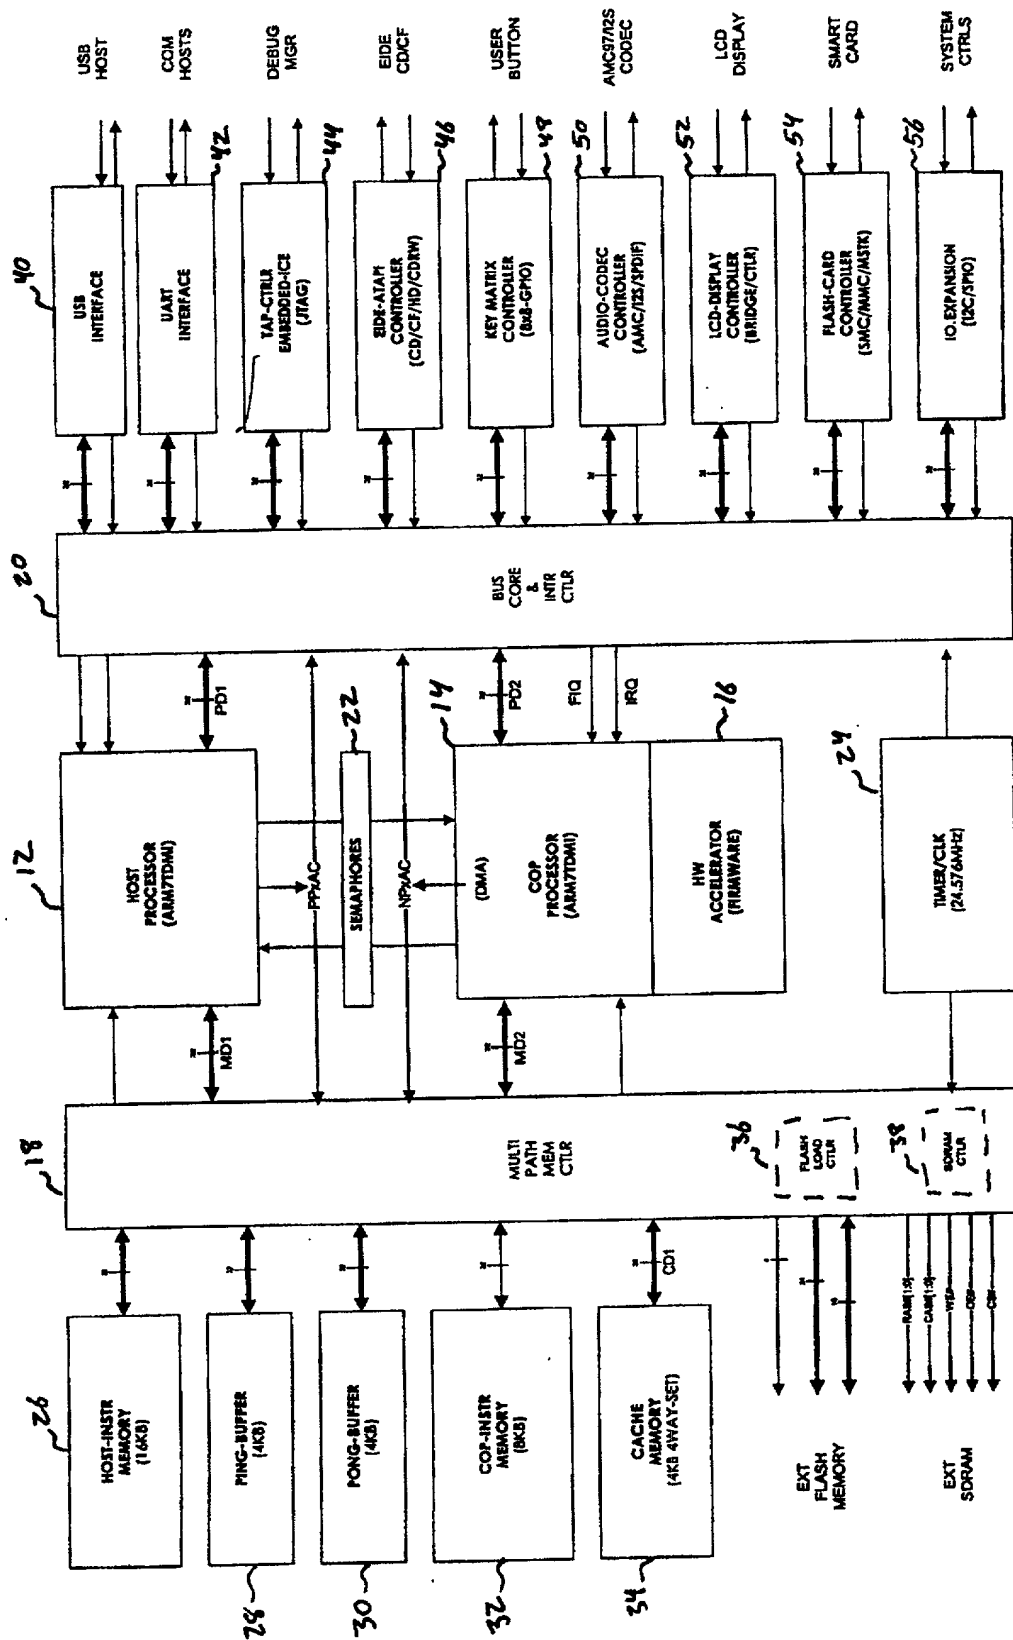 USB
HOST
COM
HOSTS
DEBUG
MGR
EIDE
CD/CF
USER
BUTTON
AMC97/I2S
CODEC
LCD
DISPLAY
SMART
CARD
SYSTEM
CTRLS
40
USB
INTERFACE
UART
INTERFACE
42
TAP-CTLR
EMBEDDED-ICE
(JTAG)
44
EIDE-ATAPI
CONTROLLER
(CD/CF/HD/CDRW)
46
KEY MATRIX
CONTROLLER
(8x8-GPIO)
48
50
AUDIO-CODEC
CONTROLLER
(AMC/I2S/SPDIF)
52
LCD-DISPLAY
CONTROLLER
(BRIDGE/CTLR)
54
FLASH-CARD
CONTROLLER
(SMC/MMC/MSTK)
56
IO.EXPANSION
(I2C/SPIO)
20
BUS
CORE
&
INTR
CTLR
PD1
PD2
FIQ
IRQ
12
HOST
PROCESSOR
(ARM7TDMI)
PPxAC
22
SEMAPHORES
NPxAC
14
(DMA)
COP
PROCESSOR
(ARM7TDMI)
16
HW
ACCELERATOR
(FIRMWARE)
24
TIMER/CLK
(24.576MHz)
MD1
MD2
18
MULTI
PATH
MEM
CTLR
36
FLASH
LOAD
CTLR
38
SDRAM
CTLR
CD1
26
HOST-INSTR
MEMORY
(16KB)
PING-BUFFER
(4KB)
28
PONG-BUFFER
(4KB)
30
COP-INSTR
MEMORY
(8KB)
32
CACHE
MEMORY
(4KB 4WAY-SET)
34
EXT
FLASH
MEMORY
EXT
SDRAM